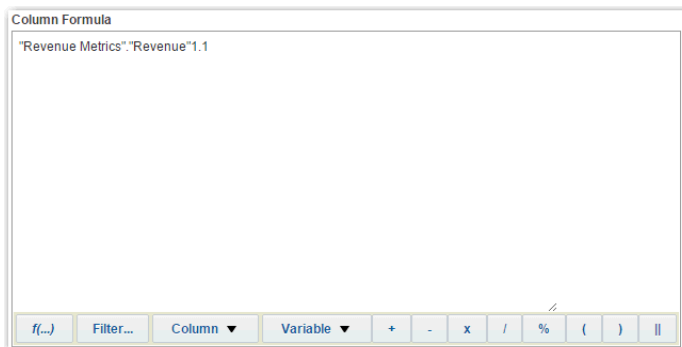 Column Formula
"Revenue Metrics"."Revenue"1.1
f(...) Filter... Column ▼ Variable ▼ + - x / % ( ) ||